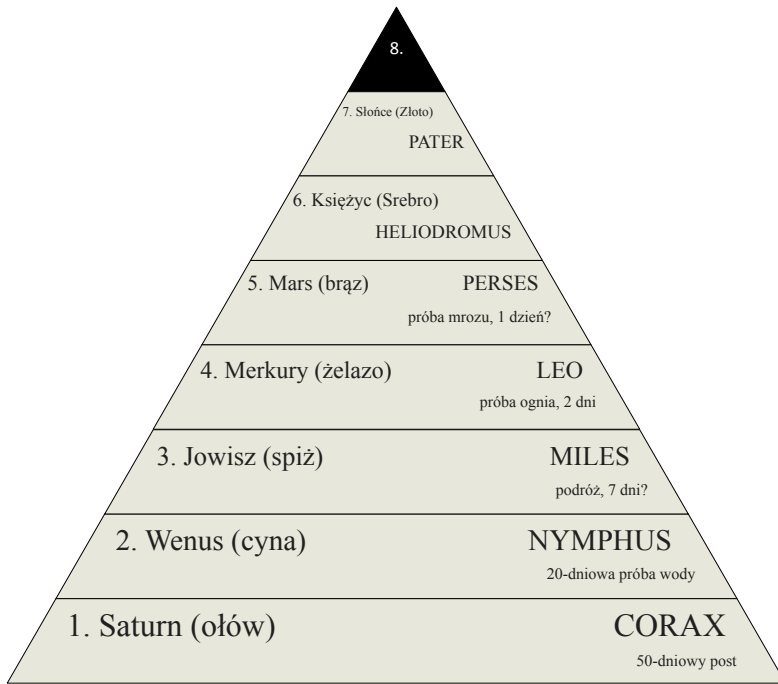 8.
7. Słońce (Złoto)
PATER
6. Księżyc (Srebro)
HELIODROMUS
5. Mars (brąz) PERSES
próba mrozu, 1 dzień?
4. Merkury (żelazo) LEO
próba ognia, 2 dni
3. Jowisz (spiż) MILES
podróż, 7 dni?
2. Wenus (cyna) NYMPHUS
20-dniowa próba wody
1. Saturn (ołów) CORAX
50-dniowy post